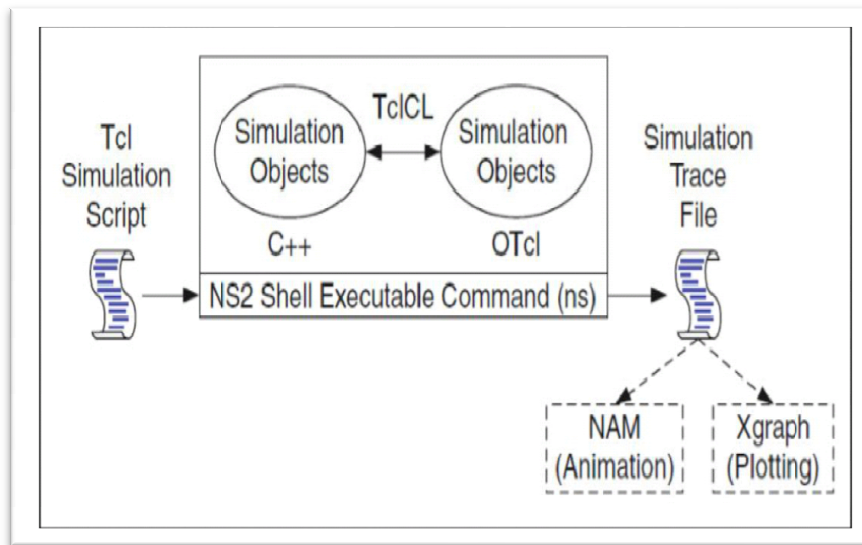 Tcl
Simulation
Script
TclCL
Simulation
Objects
Simulation
Objects
C++
OTcl
NS2 Shell Executable Command (ns)
Simulation
Trace
File
NAM
(Animation)
Xgraph
(Plotting)